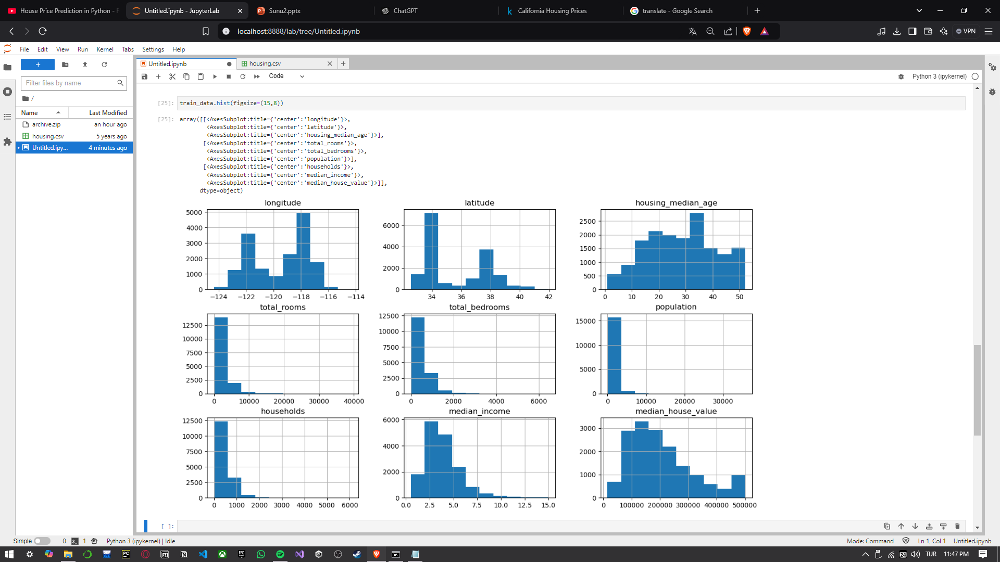 House Price Prediction in Python - F
Untitled.ipynb - JupyterLab
Sunu2.pptx
ChatGPT
California Housing Prices
translate - Google Search
localhost:8888/lab/tree/Untitled.ipynb
VPN
File Edit View Run Kernel Tabs Settings Help
Untitled.ipynb
housing.csv
Filter files by name
Code
Python 3 (ipykernel)
/
Name Last Modified
archive.zip an hour ago
housing.csv 5 years ago
Untitled.ipy... 4 minutes ago
[25]: train_data.hist(figsize=(15,8))
[25]: array([[<AxesSubplot:title={'center':'longitude'}>,
<AxesSubplot:title={'center':'latitude'}>,
<AxesSubplot:title={'center':'housing_median_age'}>],
[<AxesSubplot:title={'center':'total_rooms'}>,
<AxesSubplot:title={'center':'total_bedrooms'}>,
<AxesSubplot:title={'center':'population'}>],
[<AxesSubplot:title={'center':'households'}>,
<AxesSubplot:title={'center':'median_income'}>,
<AxesSubplot:title={'center':'median_house_value'}>]],
dtype=object)
longitude
5000
4000
3000
2000
1000
0
−124 −122 −120 −118 −116 −114
latitude
6000
4000
2000
0
34 36 38 40 42
housing_median_age
2500
2000
1500
1000
500
0
0 10 20 30 40 50
total_rooms
12500
10000
7500
5000
2500
0
0 10000 20000 30000 40000
total_bedrooms
12500
10000
7500
5000
2500
0
0 2000 4000 6000
population
15000
10000
5000
0
0 10000 20000 30000
households
12500
10000
7500
5000
2500
0
0 1000 2000 3000 4000 5000 6000
median_income
6000
4000
2000
0
0.0 2.5 5.0 7.5 10.0 12.5 15.0
median_house_value
3000
2000
1000
0
0 100000 200000 300000 400000 500000
[ ]:
Simple 0 1 Python 3 (ipykernel) | Idle
Mode: Command Ln 1, Col 1 Untitled.ipynb
24 TUR 11:47 PM